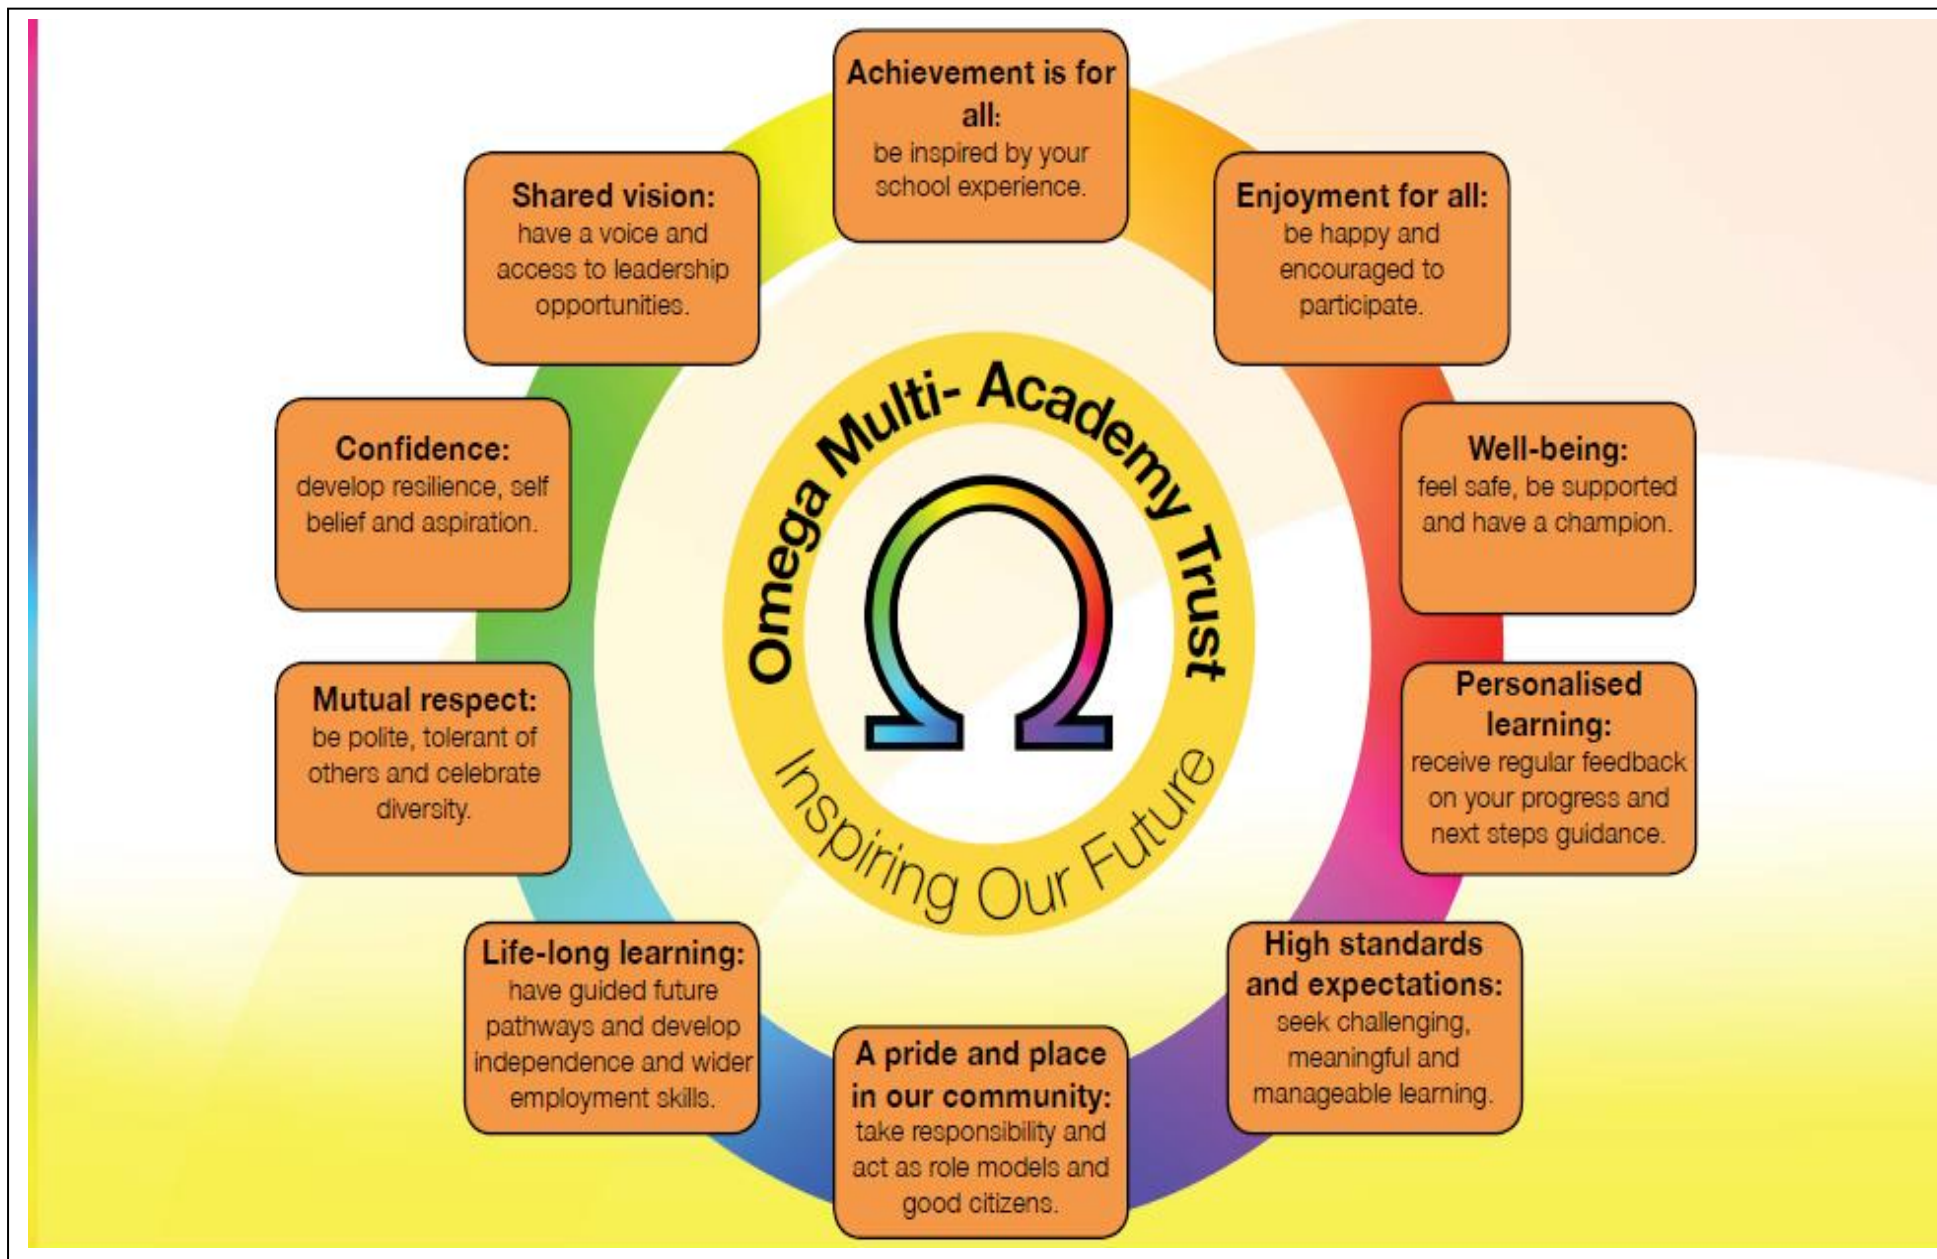 Achievement is for
all:
be inspired by your
school experience.
Enjoyment for all:
be happy and
encouraged to
participate.
Well-being:
feel safe, be supported
and have a champion.
Personalised
learning:
receive regular feedback
on your progress and
next steps guidance.
High standards
and expectations:
seek challenging,
meaningful and
manageable learning.
A pride and place
in our community:
take responsibility and
act as role models and
good citizens.
Life-long learning:
have guided future
pathways and develop
independence and wider
employment skills.
Mutual respect:
be polite, tolerant of
others and celebrate
diversity.
Confidence:
develop resilience, self
belief and aspiration.
Shared vision:
have a voice and
access to leadership
opportunities.
Omega Multi- Academy Trust
Ω
Inspiring Our Future